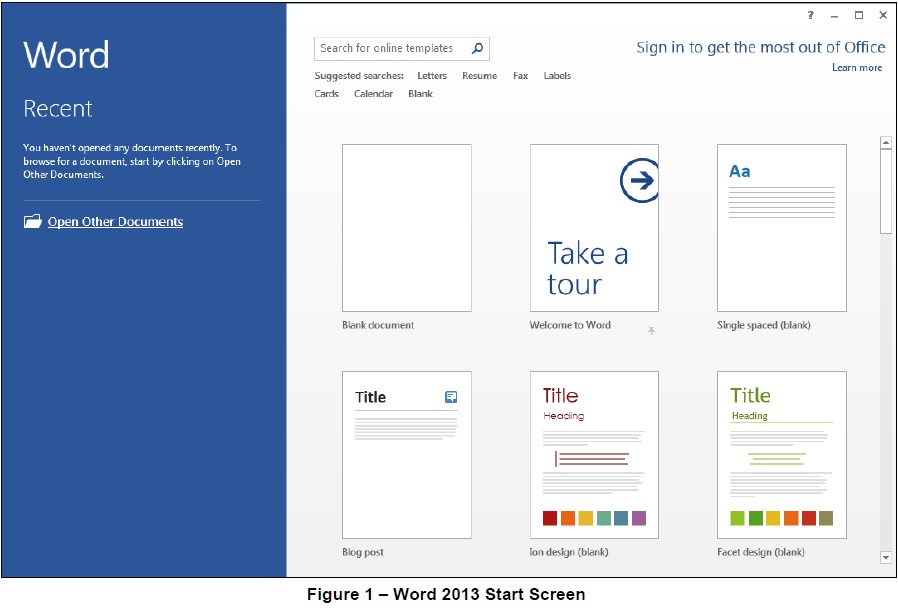 Word
Recent
You haven't opened any documents recently. To
browse for a document, start by clicking on Open
Other Documents.
Open Other Documents
?
Search for online templates
Sign in to get the most out of Office
Learn more
Suggested searches: Letters Resume Fax Labels
Cards Calendar Blank
Take a
tour
Aa
Blank document
Welcome to Word
Single spaced (blank)
Title
Title
Heading
Title
Heading
Blog post
Ion design (blank)
Facet design (blank)
Figure 1 – Word 2013 Start Screen